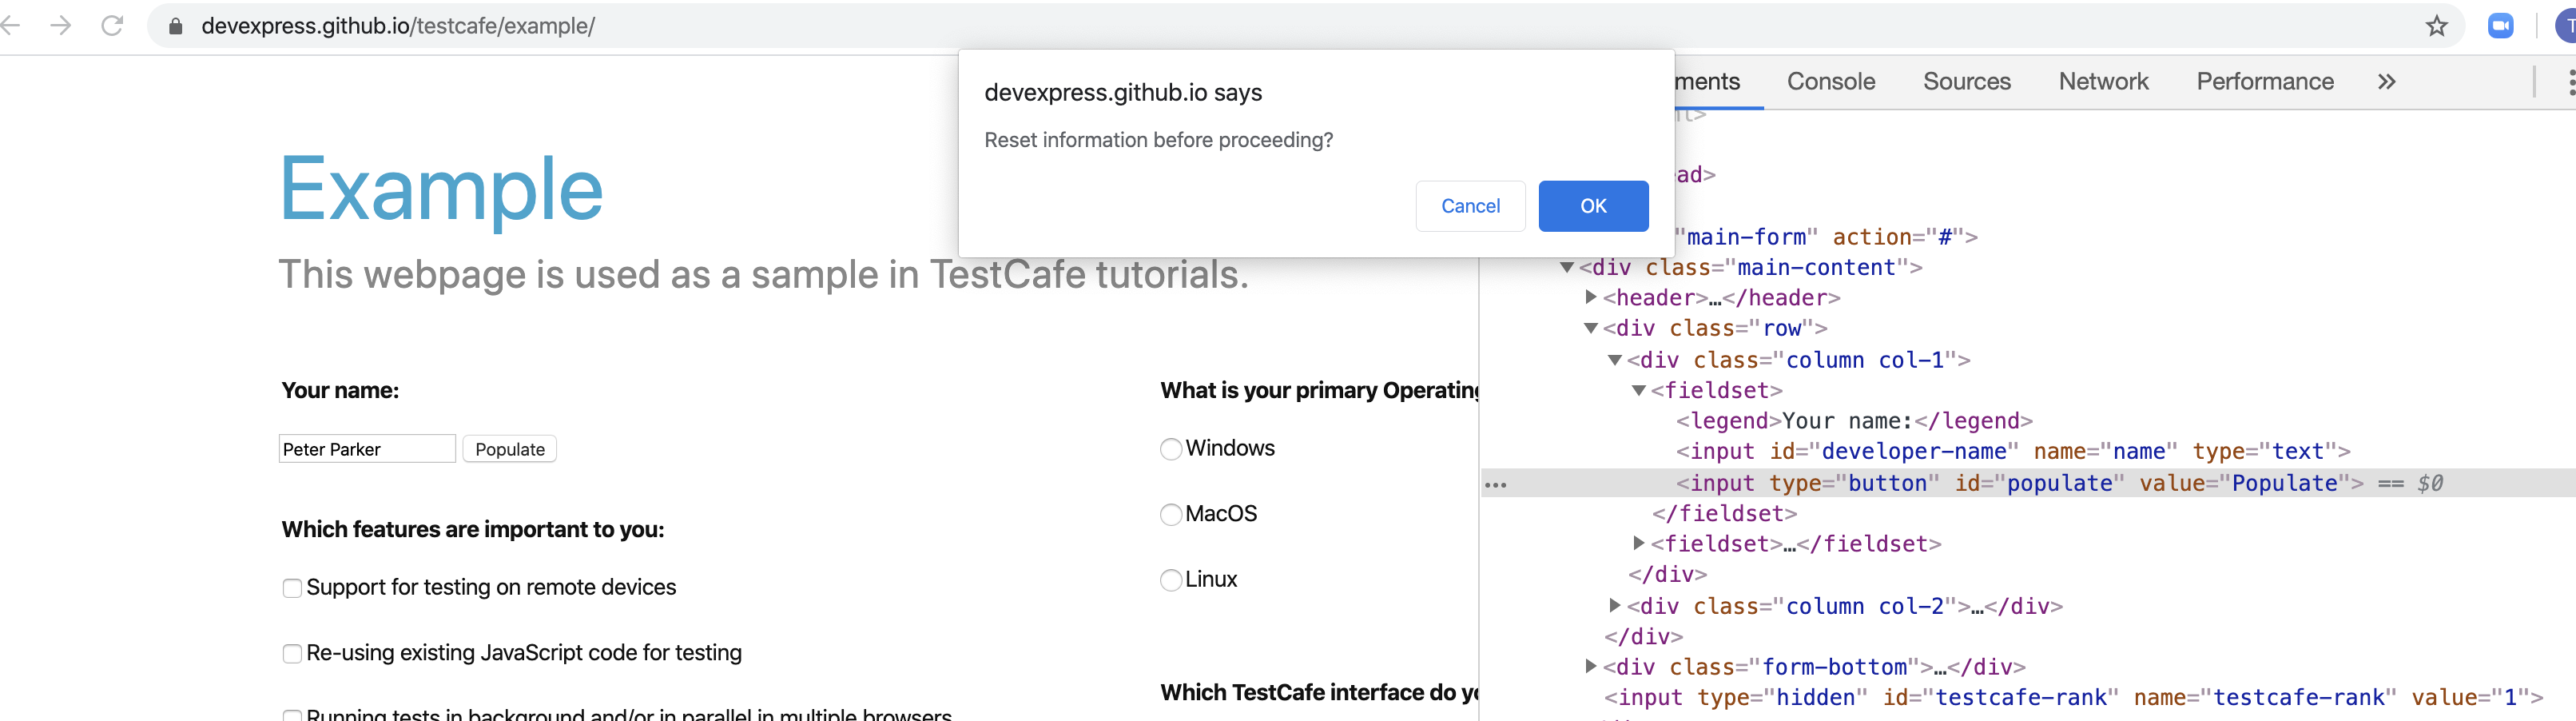 devexpress.github.io/testcafe/example/
T
devexpress.github.io says
Reset information before proceeding?
Cancel
OK
Example
This webpage is used as a sample in TestCafe tutorials.
Your name:
Peter Parker
Populate
Which features are important to you:
Support for testing on remote devices
Re-using existing JavaScript code for testing
Running tests in background and/or in parallel in multiple browsers
What is your primary Operating
Windows
MacOS
Linux
Which TestCafe interface do yo
ments Console Sources Network Performance »
ead>
"main-form" action="#">
▼<div class="main-content">
▶<header>…</header>
▼<div class="row">
▼<div class="column col-1">
▼<fieldset>
<legend>Your name:</legend>
<input id="developer-name" name="name" type="text">
<input type="button" id="populate" value="Populate"> == $0
</fieldset>
▶<fieldset>…</fieldset>
</div>
▶<div class="column col-2">…</div>
</div>
▶<div class="form-bottom">…</div>
<input type="hidden" id="testcafe-rank" name="testcafe-rank" value="1">